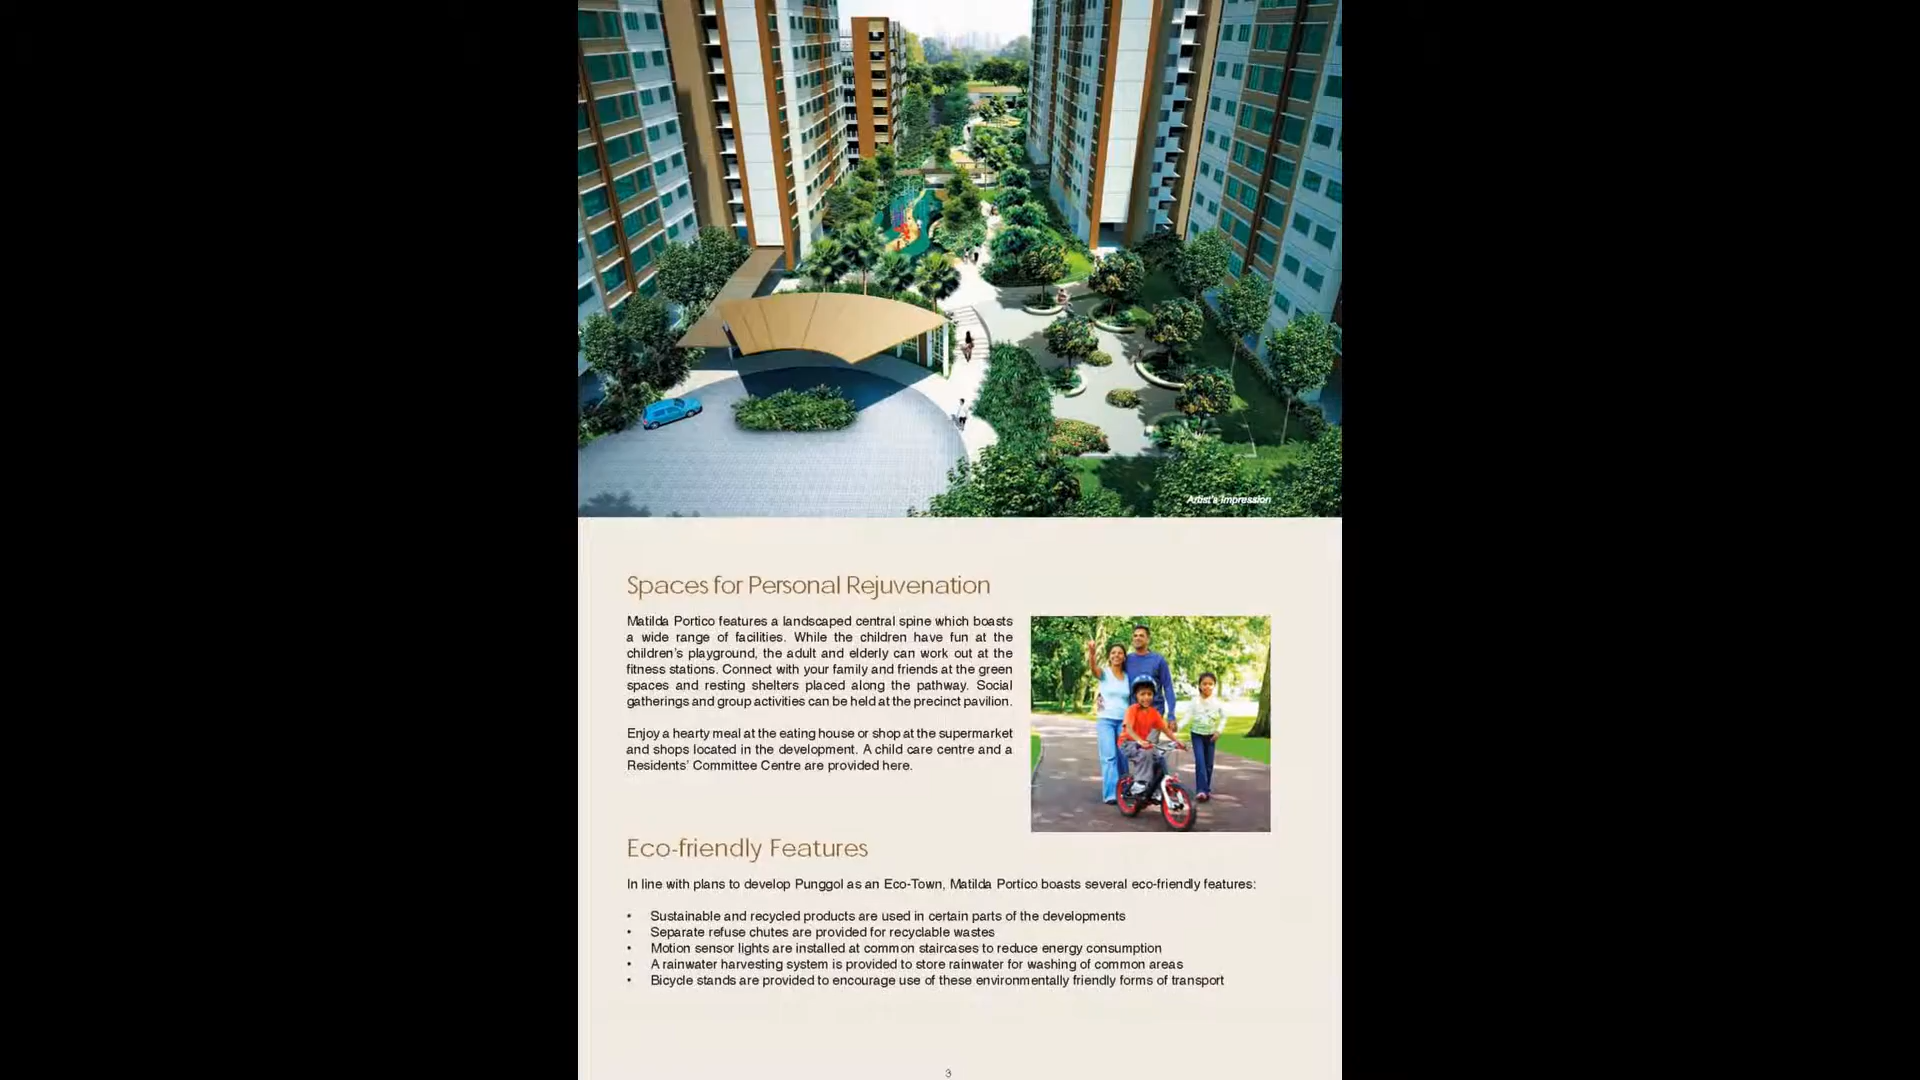 Artist's Impression
Spaces for Personal Rejuvenation
Matilda Portico features a landscaped central spine which boasts
a wide range of facilities. While the children have fun at the
children's playground, the adult and elderly can work out at the
fitness stations. Connect with your family and friends at the green
spaces and resting shelters placed along the pathway. Social
gatherings and group activities can be held at the precinct pavilion.
Enjoy a hearty meal at the eating house or shop at the supermarket
and shops located in the development. A child care centre and a
Residents' Committee Centre are provided here.
Eco-friendly Features
In line with plans to develop Punggol as an Eco-Town, Matilda Portico boasts several eco-friendly features:
• Sustainable and recycled products are used in certain parts of the developments
• Separate refuse chutes are provided for recyclable wastes
• Motion sensor lights are installed at common staircases to reduce energy consumption
• A rainwater harvesting system is provided to store rainwater for washing of common areas
• Bicycle stands are provided to encourage use of these environmentally friendly forms of transport
3